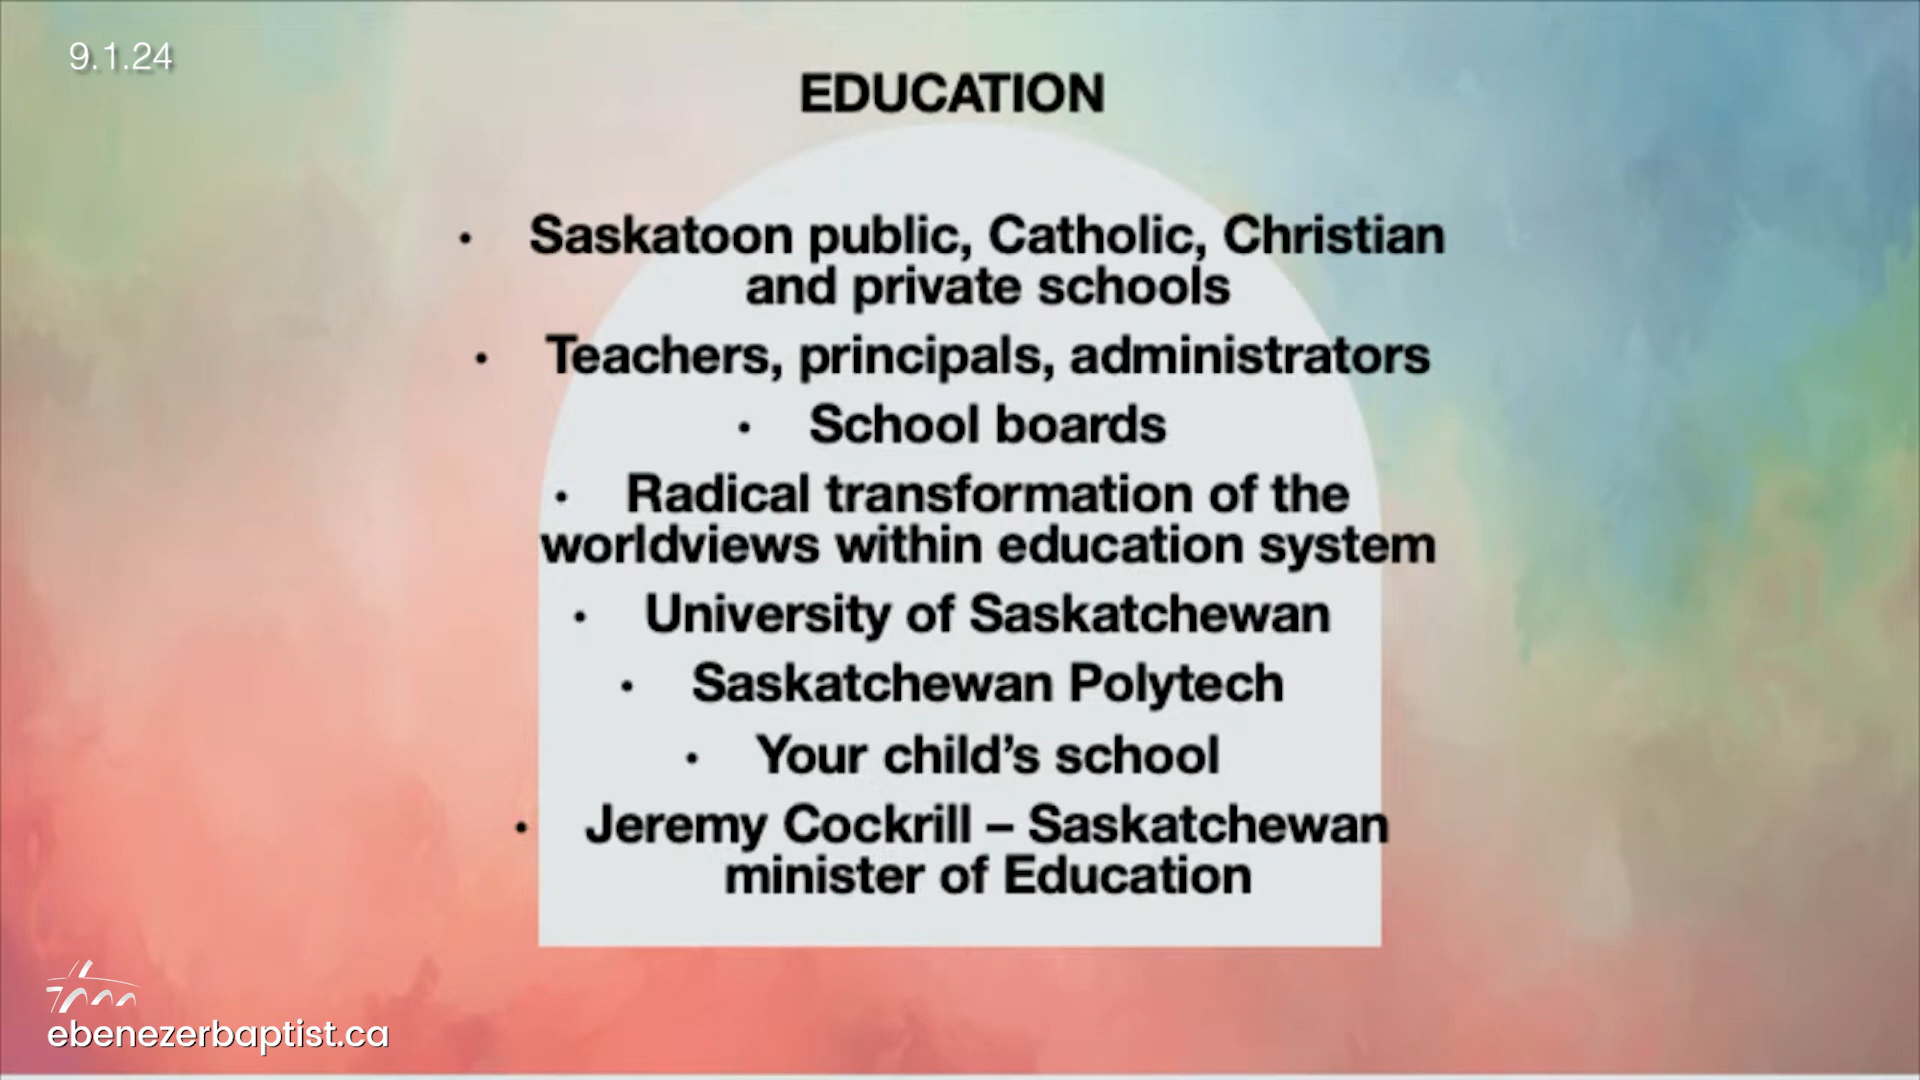 9.1.24
EDUCATION
• Saskatoon public, Catholic, Christian
and private schools
• Teachers, principals, administrators
• School boards
• Radical transformation of the
worldviews within education system
• University of Saskatchewan
• Saskatchewan Polytech
• Your child’s school
• Jeremy Cockrill – Saskatchewan
minister of Education
ebenezerbaptist.ca